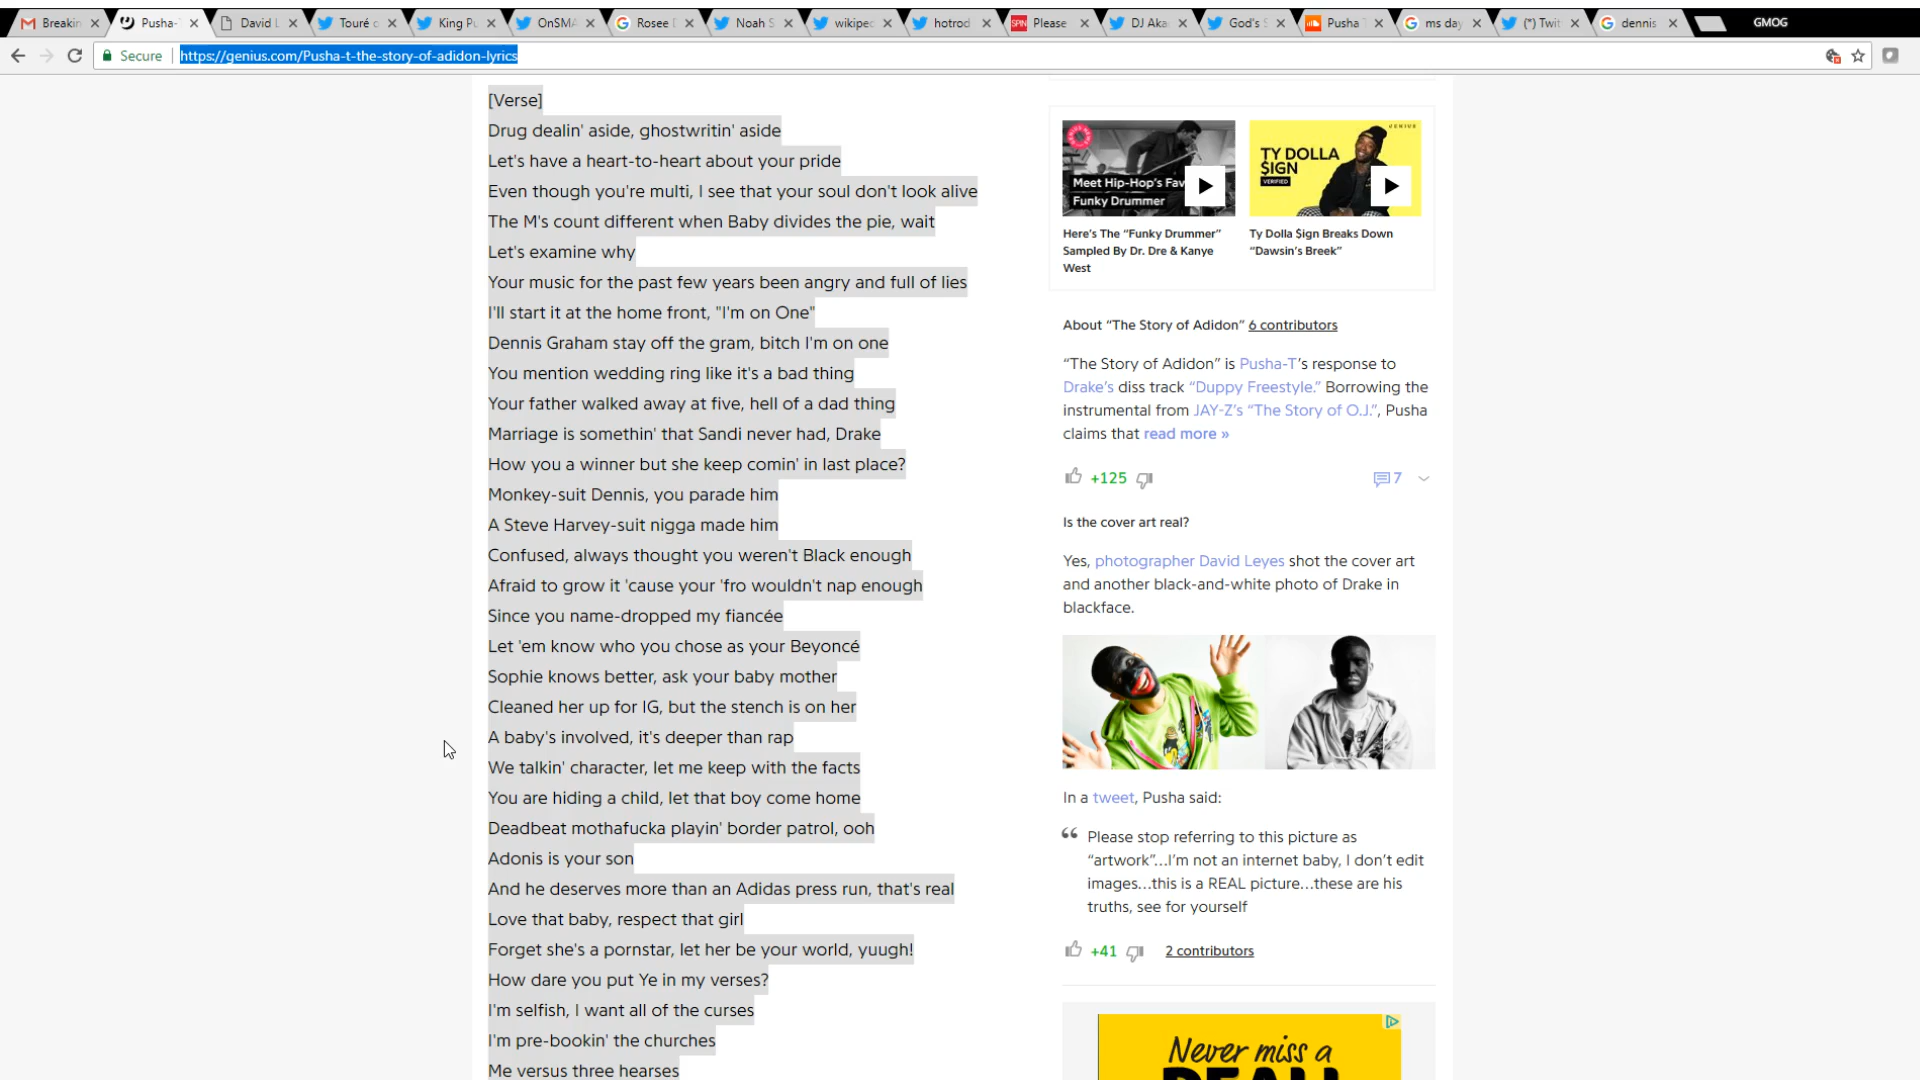 Breakin
Pusha-
David L
Touré c
King Pu
OnSMA
Rosee D
Noah S
wikipec
hotrod
SPIN
Please
DJ Aka
God's S
Pusha T
ms day
(*) Twit
dennis
GMOG
Secure
https://genius.com/Pusha-t-the-story-of-adidon-lyrics
[Verse]
Drug dealin' aside, ghostwritin' aside
Let's have a heart-to-heart about your pride
Even though you're multi, I see that your soul don't look alive
The M's count different when Baby divides the pie, wait
Let's examine why
Your music for the past few years been angry and full of lies
I'll start it at the home front, "I'm on One"
Dennis Graham stay off the gram, bitch I'm on one
You mention wedding ring like it's a bad thing
Your father walked away at five, hell of a dad thing
Marriage is somethin' that Sandi never had, Drake
How you a winner but she keep comin' in last place?
Monkey-suit Dennis, you parade him
A Steve Harvey-suit nigga made him
Confused, always thought you weren't Black enough
Afraid to grow it 'cause your 'fro wouldn't nap enough
Since you name-dropped my fiancée
Let 'em know who you chose as your Beyoncé
Sophie knows better, ask your baby mother
Cleaned her up for IG, but the stench is on her
A baby's involved, it's deeper than rap
We talkin' character, let me keep with the facts
You are hiding a child, let that boy come home
Deadbeat mothafucka playin' border patrol, ooh
Adonis is your son
And he deserves more than an Adidas press run, that's real
Love that baby, respect that girl
Forget she's a pornstar, let her be your world, yuugh!
How dare you put Ye in my verses?
I'm selfish, I want all of the curses
I'm pre-bookin' the churches
Me versus three hearses
Meet Hip-Hop's Fav
Funky Drummer
Here's The "Funky Drummer"
Sampled By Dr. Dre & Kanye
West
GENIUS
TY DOLLA
$IGN
VERIFIED
Ty Dolla $ign Breaks Down
"Dawsin's Breek"
About "The Story of Adidon" 6 contributors
"The Story of Adidon" is Pusha-T's response to
Drake's diss track "Duppy Freestyle." Borrowing the
instrumental from JAY-Z's "The Story of O.J.", Pusha
claims that read more »
+125
7
Is the cover art real?
Yes, photographer David Leyes shot the cover art
and another black-and-white photo of Drake in
blackface.
In a tweet, Pusha said:
Please stop referring to this picture as
"artwork"...I'm not an internet baby, I don't edit
images...this is a REAL picture...these are his
truths, see for yourself
+41
2 contributors
Never miss a
DEAL!